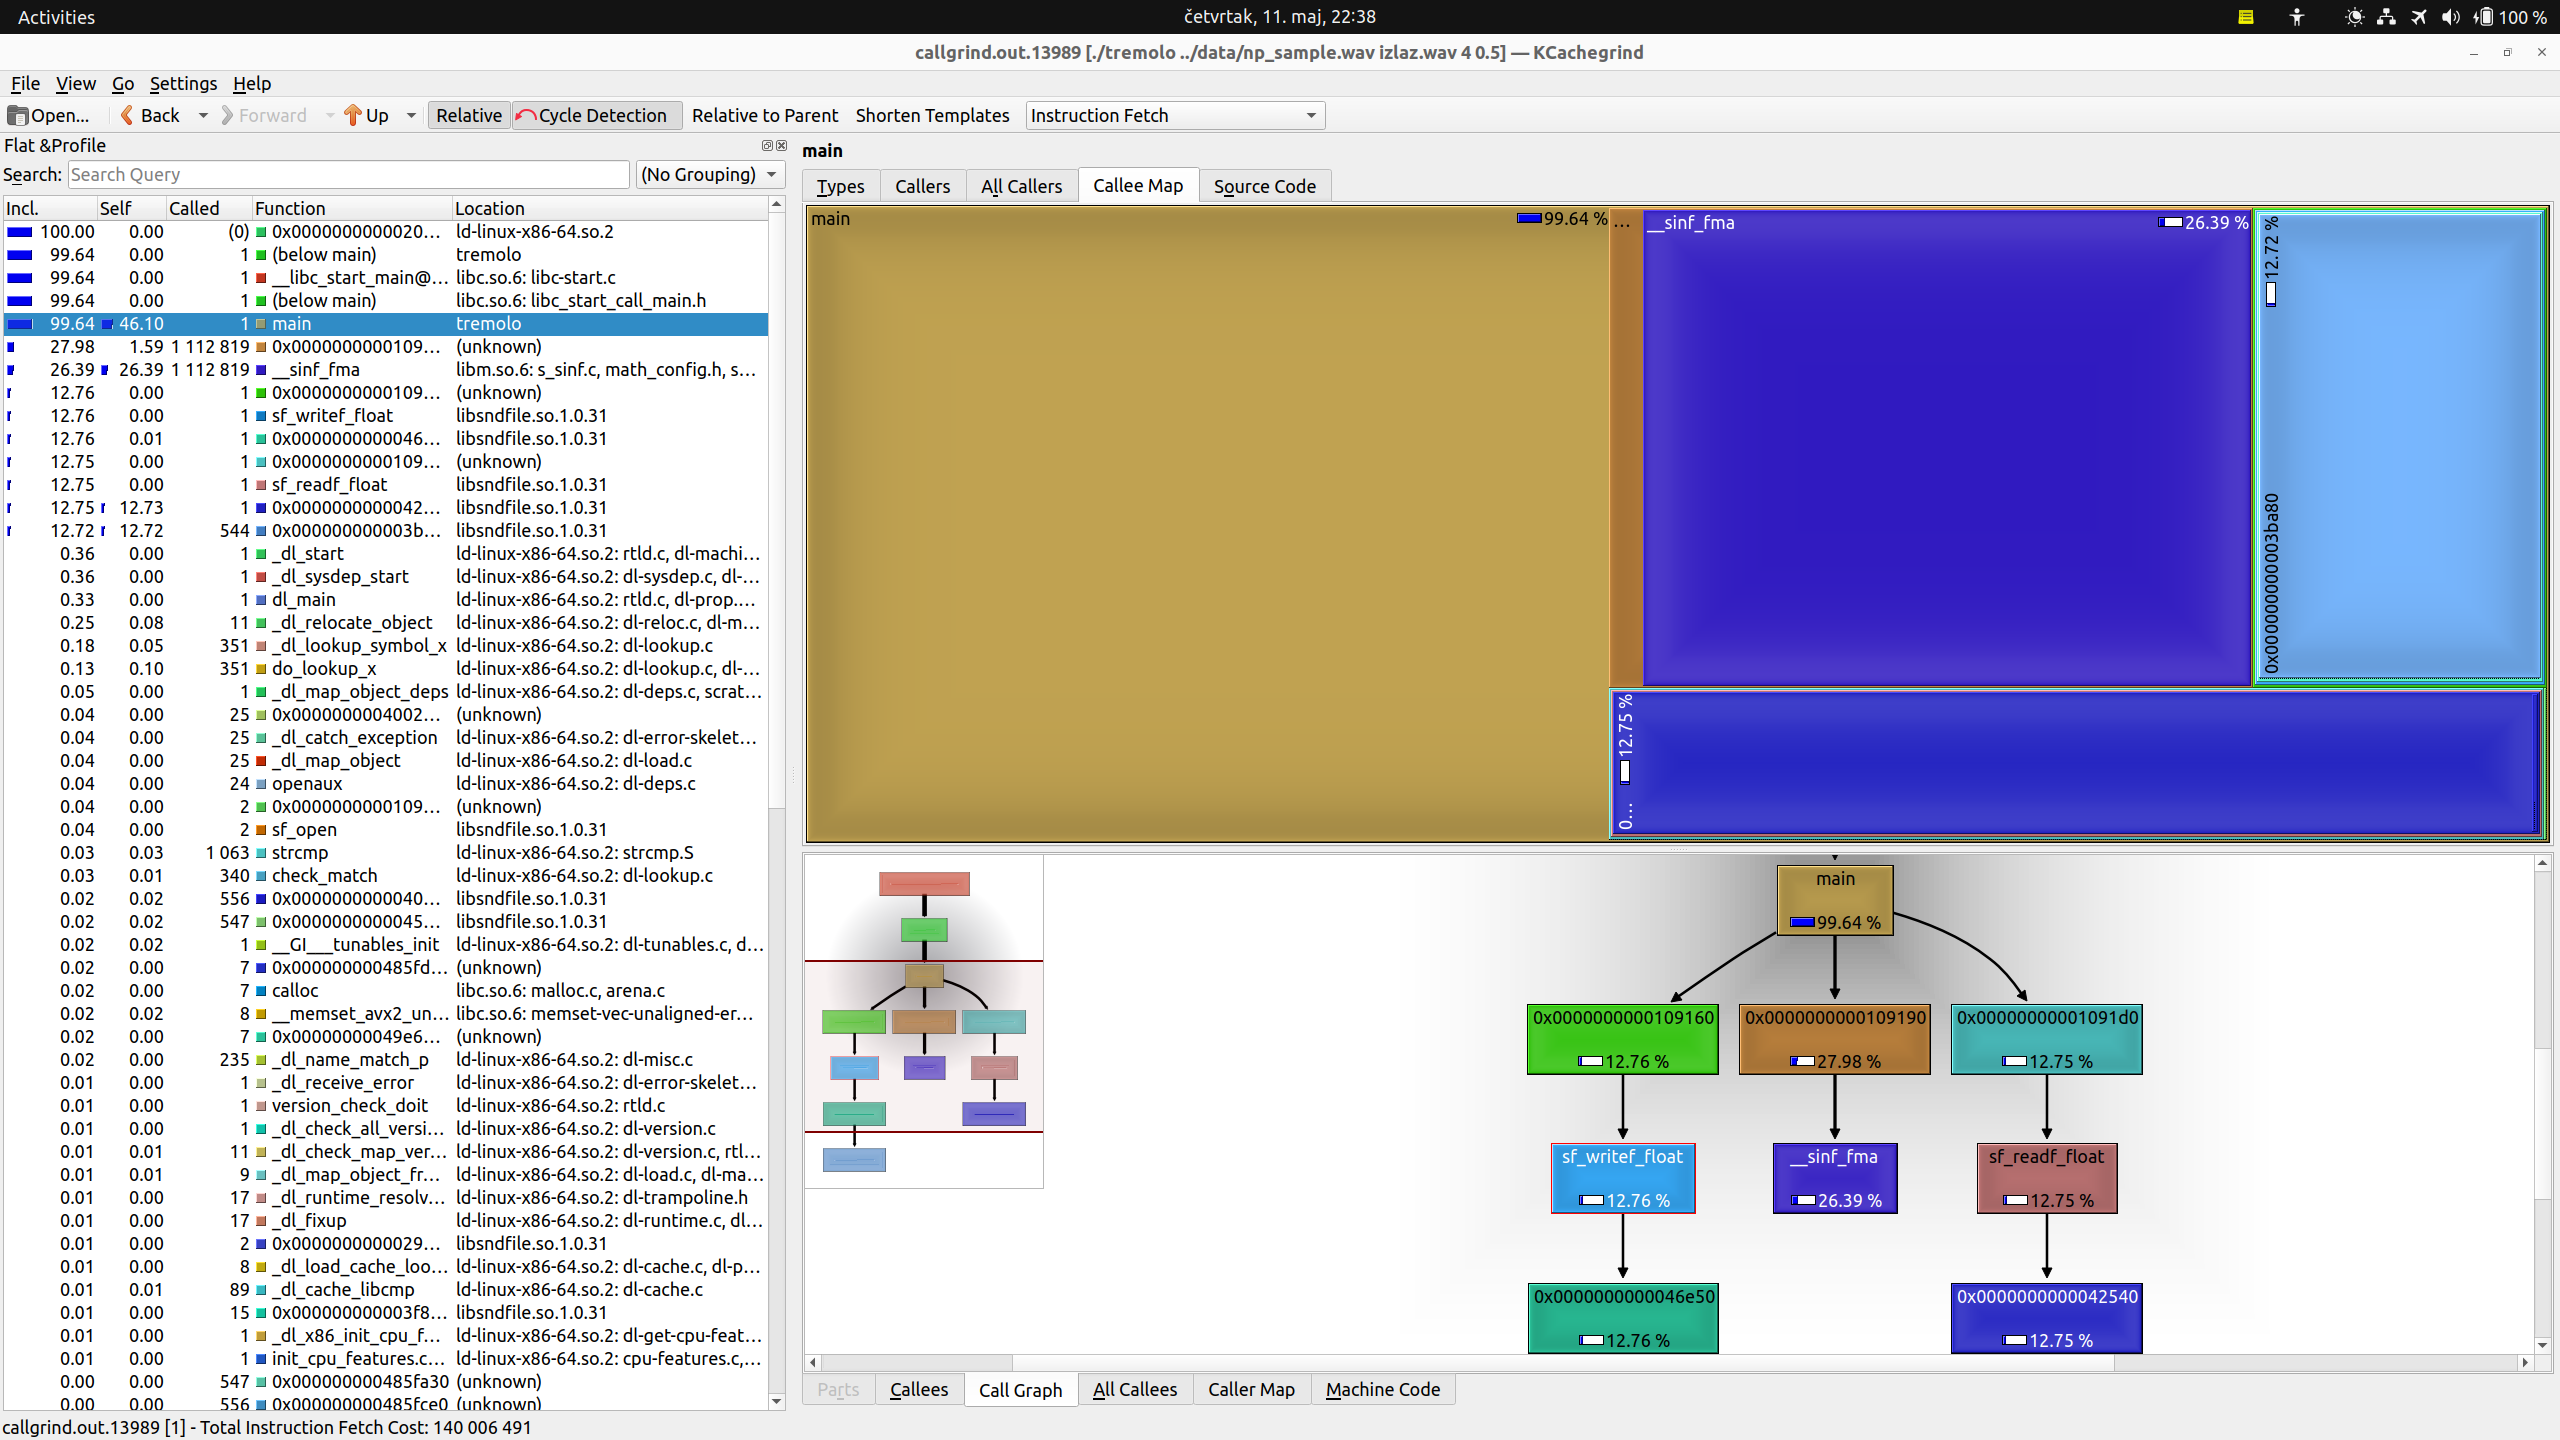 Activities
četvrtak, 11. maj, 22:38
100 %
callgrind.out.13989 [./tremolo ../data/np_sample.wav izlaz.wav 4 0.5] — KCachegrind
File View Go Settings Help
Open... Back Forward Up Relative Cycle Detection Relative to Parent Shorten Templates Instruction Fetch
Flat &Profile
Search: Search Query (No Grouping)
Incl. Self Called Function Location
100.00 0.00 (0) 0x0000000000020... ld-linux-x86-64.so.2
99.64 0.00 1 (below main) tremolo
99.64 0.00 1 __libc_start_main@... libc.so.6: libc-start.c
99.64 0.00 1 (below main) libc.so.6: libc_start_call_main.h
99.64 46.10 1 main tremolo
27.98 1.59 1 112 819 0x0000000000109... (unknown)
26.39 26.39 1 112 819 __sinf_fma libm.so.6: s_sinf.c, math_config.h, s...
12.76 0.00 1 0x0000000000109... (unknown)
12.76 0.00 1 sf_writef_float libsndfile.so.1.0.31
12.76 0.01 1 0x0000000000046... libsndfile.so.1.0.31
12.75 0.00 1 0x0000000000109... (unknown)
12.75 0.00 1 sf_readf_float libsndfile.so.1.0.31
12.75 12.73 1 0x0000000000042... libsndfile.so.1.0.31
12.72 12.72 544 0x000000000003b... libsndfile.so.1.0.31
0.36 0.00 1 _dl_start ld-linux-x86-64.so.2: rtld.c, dl-machi...
0.36 0.00 1 _dl_sysdep_start ld-linux-x86-64.so.2: dl-sysdep.c, dl-...
0.33 0.00 1 dl_main ld-linux-x86-64.so.2: rtld.c, dl-prop....
0.25 0.08 11 _dl_relocate_object ld-linux-x86-64.so.2: dl-reloc.c, dl-m...
0.18 0.05 351 _dl_lookup_symbol_x ld-linux-x86-64.so.2: dl-lookup.c
0.13 0.10 351 do_lookup_x ld-linux-x86-64.so.2: dl-lookup.c, dl-...
0.05 0.00 1 _dl_map_object_deps ld-linux-x86-64.so.2: dl-deps.c, scrat...
0.04 0.00 25 0x0000000004002... (unknown)
0.04 0.00 25 _dl_catch_exception ld-linux-x86-64.so.2: dl-error-skelet...
0.04 0.00 25 _dl_map_object ld-linux-x86-64.so.2: dl-load.c
0.04 0.00 24 openaux ld-linux-x86-64.so.2: dl-deps.c
0.04 0.00 2 0x0000000000109... (unknown)
0.04 0.00 2 sf_open libsndfile.so.1.0.31
0.03 0.03 1 063 strcmp ld-linux-x86-64.so.2: strcmp.S
0.03 0.01 340 check_match ld-linux-x86-64.so.2: dl-lookup.c
0.02 0.02 556 0x0000000000040... libsndfile.so.1.0.31
0.02 0.02 547 0x0000000000045... libsndfile.so.1.0.31
0.02 0.02 1 __GI___tunables_init ld-linux-x86-64.so.2: dl-tunables.c, d...
0.02 0.00 7 0x000000000485fd... (unknown)
0.02 0.00 7 calloc libc.so.6: malloc.c, arena.c
0.02 0.02 8 __memset_avx2_un... libc.so.6: memset-vec-unaligned-er...
0.02 0.00 7 0x00000000049e6... (unknown)
0.02 0.00 235 _dl_name_match_p ld-linux-x86-64.so.2: dl-misc.c
0.01 0.00 1 _dl_receive_error ld-linux-x86-64.so.2: dl-error-skelet...
0.01 0.00 1 version_check_doit ld-linux-x86-64.so.2: rtld.c
0.01 0.00 1 _dl_check_all_versi... ld-linux-x86-64.so.2: dl-version.c
0.01 0.01 11 _dl_check_map_ver... ld-linux-x86-64.so.2: dl-version.c, rtl...
0.01 0.01 9 _dl_map_object_fr... ld-linux-x86-64.so.2: dl-load.c, dl-ma...
0.01 0.00 17 _dl_runtime_resolv... ld-linux-x86-64.so.2: dl-trampoline.h
0.01 0.00 17 _dl_fixup ld-linux-x86-64.so.2: dl-runtime.c, dl...
0.01 0.00 2 0x0000000000029... libsndfile.so.1.0.31
0.01 0.00 8 _dl_load_cache_loo... ld-linux-x86-64.so.2: dl-cache.c, dl-p...
0.01 0.01 89 _dl_cache_libcmp ld-linux-x86-64.so.2: dl-cache.c
0.01 0.00 15 0x000000000003f8... libsndfile.so.1.0.31
0.01 0.00 1 _dl_x86_init_cpu_f... ld-linux-x86-64.so.2: dl-get-cpu-feat...
0.01 0.00 1 init_cpu_features.c... ld-linux-x86-64.so.2: cpu-features.c,...
0.00 0.00 547 0x000000000485fa30 (unknown)
0.00 0.00 556 0x000000000485fce0 (unknown)
callgrind.out.13989 [1] - Total Instruction Fetch Cost: 140 006 491
main
Types Callers All Callers Callee Map Source Code
main 99.64 %
...
__sinf_fma 26.39 %
0x000000000003ba80 12.72 %
0... 12.75 %
main
99.64 %
0x0000000000109160
12.76 %
0x0000000000109190
27.98 %
0x00000000001091d0
12.75 %
sf_writef_float
12.76 %
__sinf_fma
26.39 %
sf_readf_float
12.75 %
0x0000000000046e50
12.76 %
0x0000000000042540
12.75 %
Parts Callees Call Graph All Callees Caller Map Machine Code